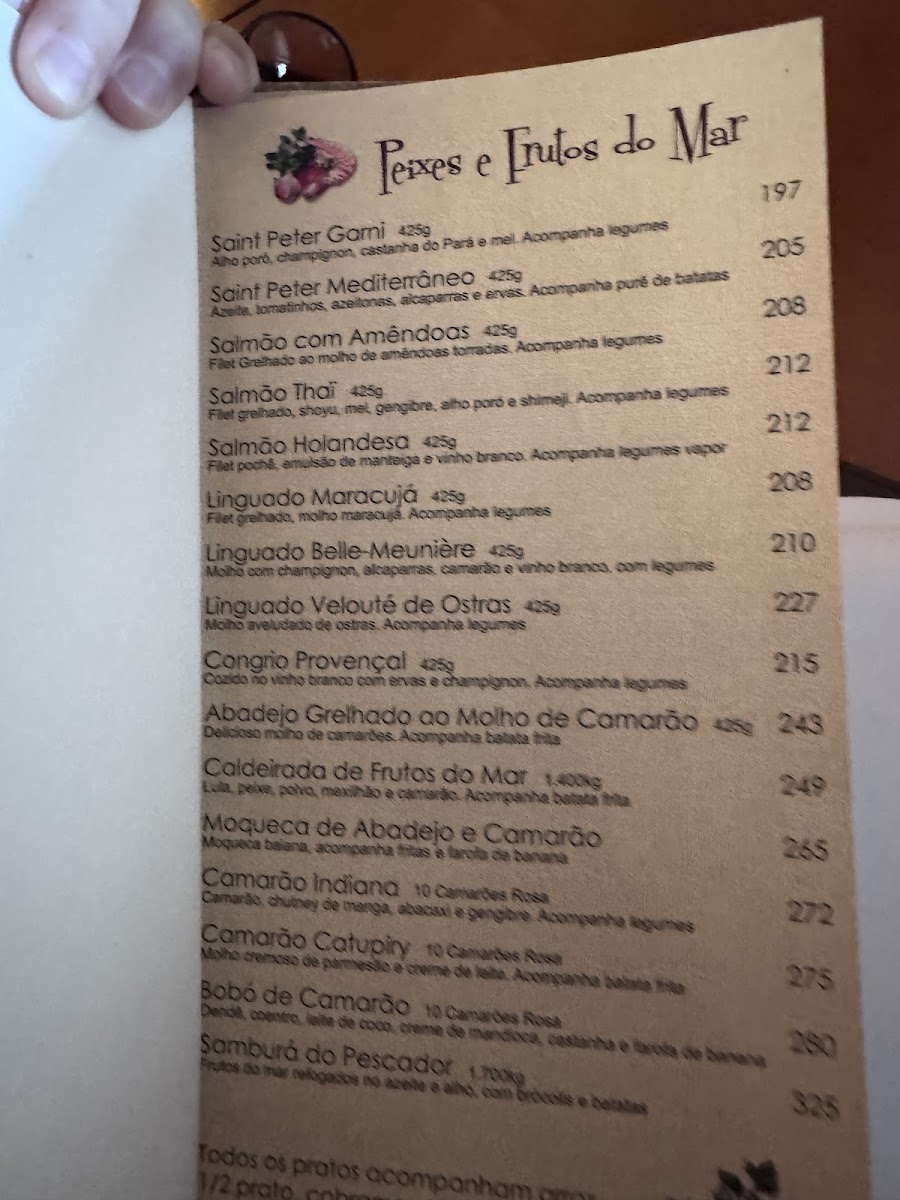 Peixes e Frutos do Mar
Saint Peter Garni 425g 197
Alho poró, champignon, castanha do Pará e mel. Acompanha legumes
Saint Peter Mediterrâneo 425g 205
Azeite, tomatinhos, azeitonas, alcaparras e ervas. Acompanha purê de batatas
Salmão com Amêndoas 425g 208
Filet Grelhado ao molho de amêndoas torradas. Acompanha legumes
Salmão Thaï 425g 212
Filet grelhado, shoyu, mel, gengibre, alho poró e shimeji. Acompanha legumes
Salmão Holandesa 425g 212
Filet pochê, emulsão de manteiga e vinho branco. Acompanha legumes vapor
Linguado Maracujá 425g 208
Filet grelhado, molho maracujá. Acompanha legumes
Linguado Belle-Meunière 425g 210
Molho com champignon, alcaparras, camarão e vinho branco, com legumes
Linguado Velouté de Ostras 425g 227
Molho aveludado de ostras. Acompanha legumes
Congrio Provençal 425g 215
Cozido no vinho branco com ervas e champignon. Acompanha legumes
Abadejo Grelhado ao Molho de Camarão 425g 243
Delicioso molho de camarões. Acompanha batata frita
Caldeirada de Frutos do Mar 1,400kg 249
Lula, peixe, polvo, mexilhão e camarão. Acompanha batata frita
Moqueca de Abadejo e Camarão 265
Moqueca baiana, acompanha fritas e farofa de banana
Camarão Indiana 10 Camarões Rosa 272
Camarão, chutney de manga, abacaxi e gengibre. Acompanha legumes
Camarão Catupiry 10 Camarões Rosa 275
Molho cremoso de parmesão e creme de leite. Acompanha batata frita
Bobó de Camarão 10 Camarões Rosa 280
Dendê, coentro, leite de coco, creme de mandioca, castanha e farofa de banana
Samburá do Pescador 1,700kg 325
Frutos do mar refogados no azeite e alho, com brócolis e batatas
Todos os pratos acompanham
1/2 prato